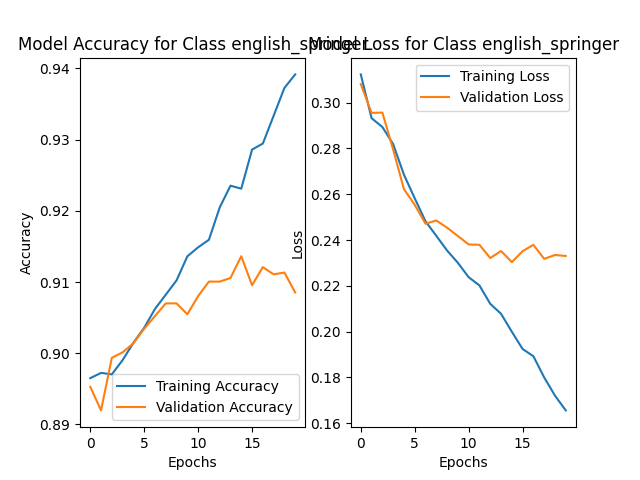 Model Accuracy for Class english_springer
0.94
0.93
0.92
0.91
0.90
0.89
Accuracy
Training Accuracy
Validation Accuracy
0 5 10 15
Epochs
Model Loss for Class english_springer
Training Loss
Validation Loss
0.30
0.28
0.26
0.24
0.22
0.20
0.18
0.16
Loss
0 5 10 15
Epochs